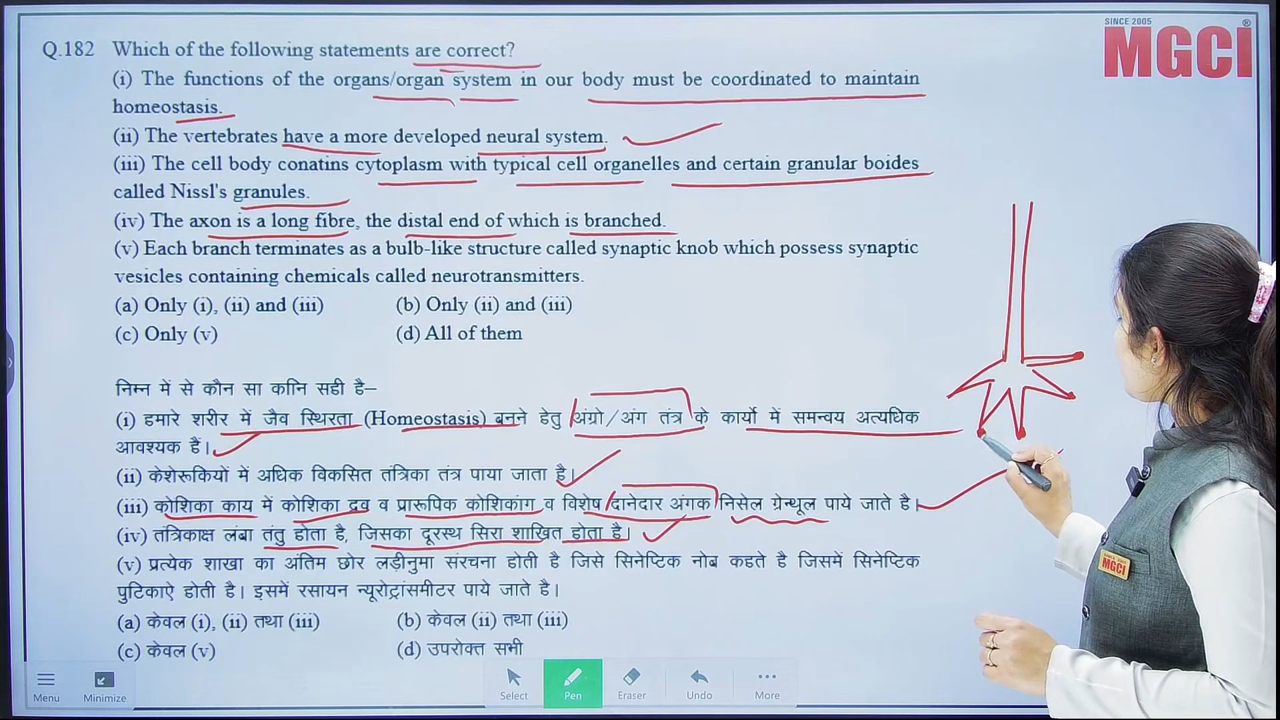 SINCE 2005
MGCI®
Q.182 Which of the following statements are correct?
(i) The functions of the organs/organ system in our body must be coordinated to maintain
homeostasis.
(ii) The vertebrates have a more developed neural system.
(iii) The cell body conatins cytoplasm with typical cell organelles and certain granular boides
called Nissl's granules.
(iv) The axon is a long fibre, the distal end of which is branched.
(v) Each branch terminates as a bulb-like structure called synaptic knob which possess synaptic
vesicles containing chemicals called neurotransmitters.
(a) Only (i), (ii) and (iii) (b) Only (ii) and (iii)
(c) Only (v) (d) All of them
निम्न में से कौन सा कानि सही है–
(i) डमारे शरीर में जैव स्थिरता (Homeostasis) बनने हेतु अंग्रो/अंग तंत्र के कार्यो में समन्वय अत्यधिक
आवश्यक हैं।
(ii) केशेरूकियों में अधिक विकसित तंत्रिका तंत्र पाया जाता है।
(iii) कोशिका काय में कोशिका द्रव व प्रारूपिक कोशिकांग व विशेष दानेदार अंगक निसेल ग्रेन्थूल पाये जाते है।
(iv) तंत्रिकाक्ष लंबा तंतु होता है, जिसका दूरस्थ सिरा शाखित होता है।
(v) प्रत्येक शाखा का अंतिम छोर लड़ीनुमा संरचना होती है जिसे सिनेप्टिक नोब कहते है जिसमें सिनेप्टिक
पुटिकाऐ होती है। इसमें रसायन न्यूरोट्रांसमीटर पाये जाते है।
(a) केवल (i), (ii) तथा (iii) (b) केवल (ii) तथा (iii)
(c) केवल (v) (d) उपरोक्त सभी
MGCI
Menu Minimize Select Pen Eraser Undo More